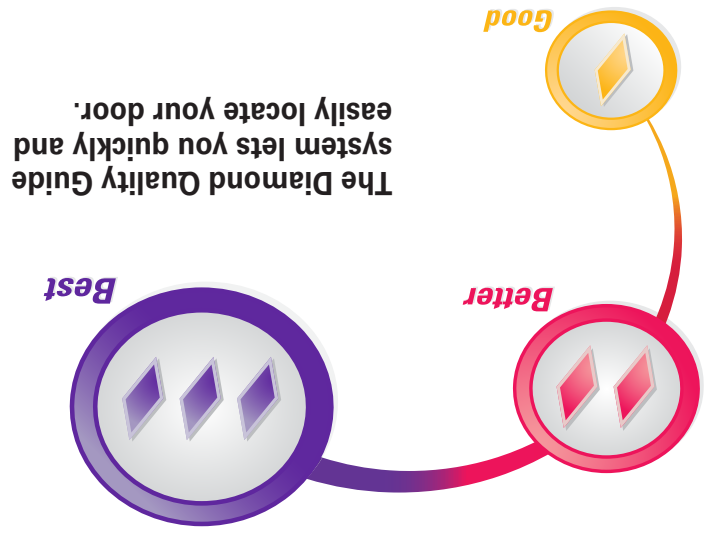 Best
Better
The Diamond Quality Guide
system lets you quickly and
easily locate your door.
Good